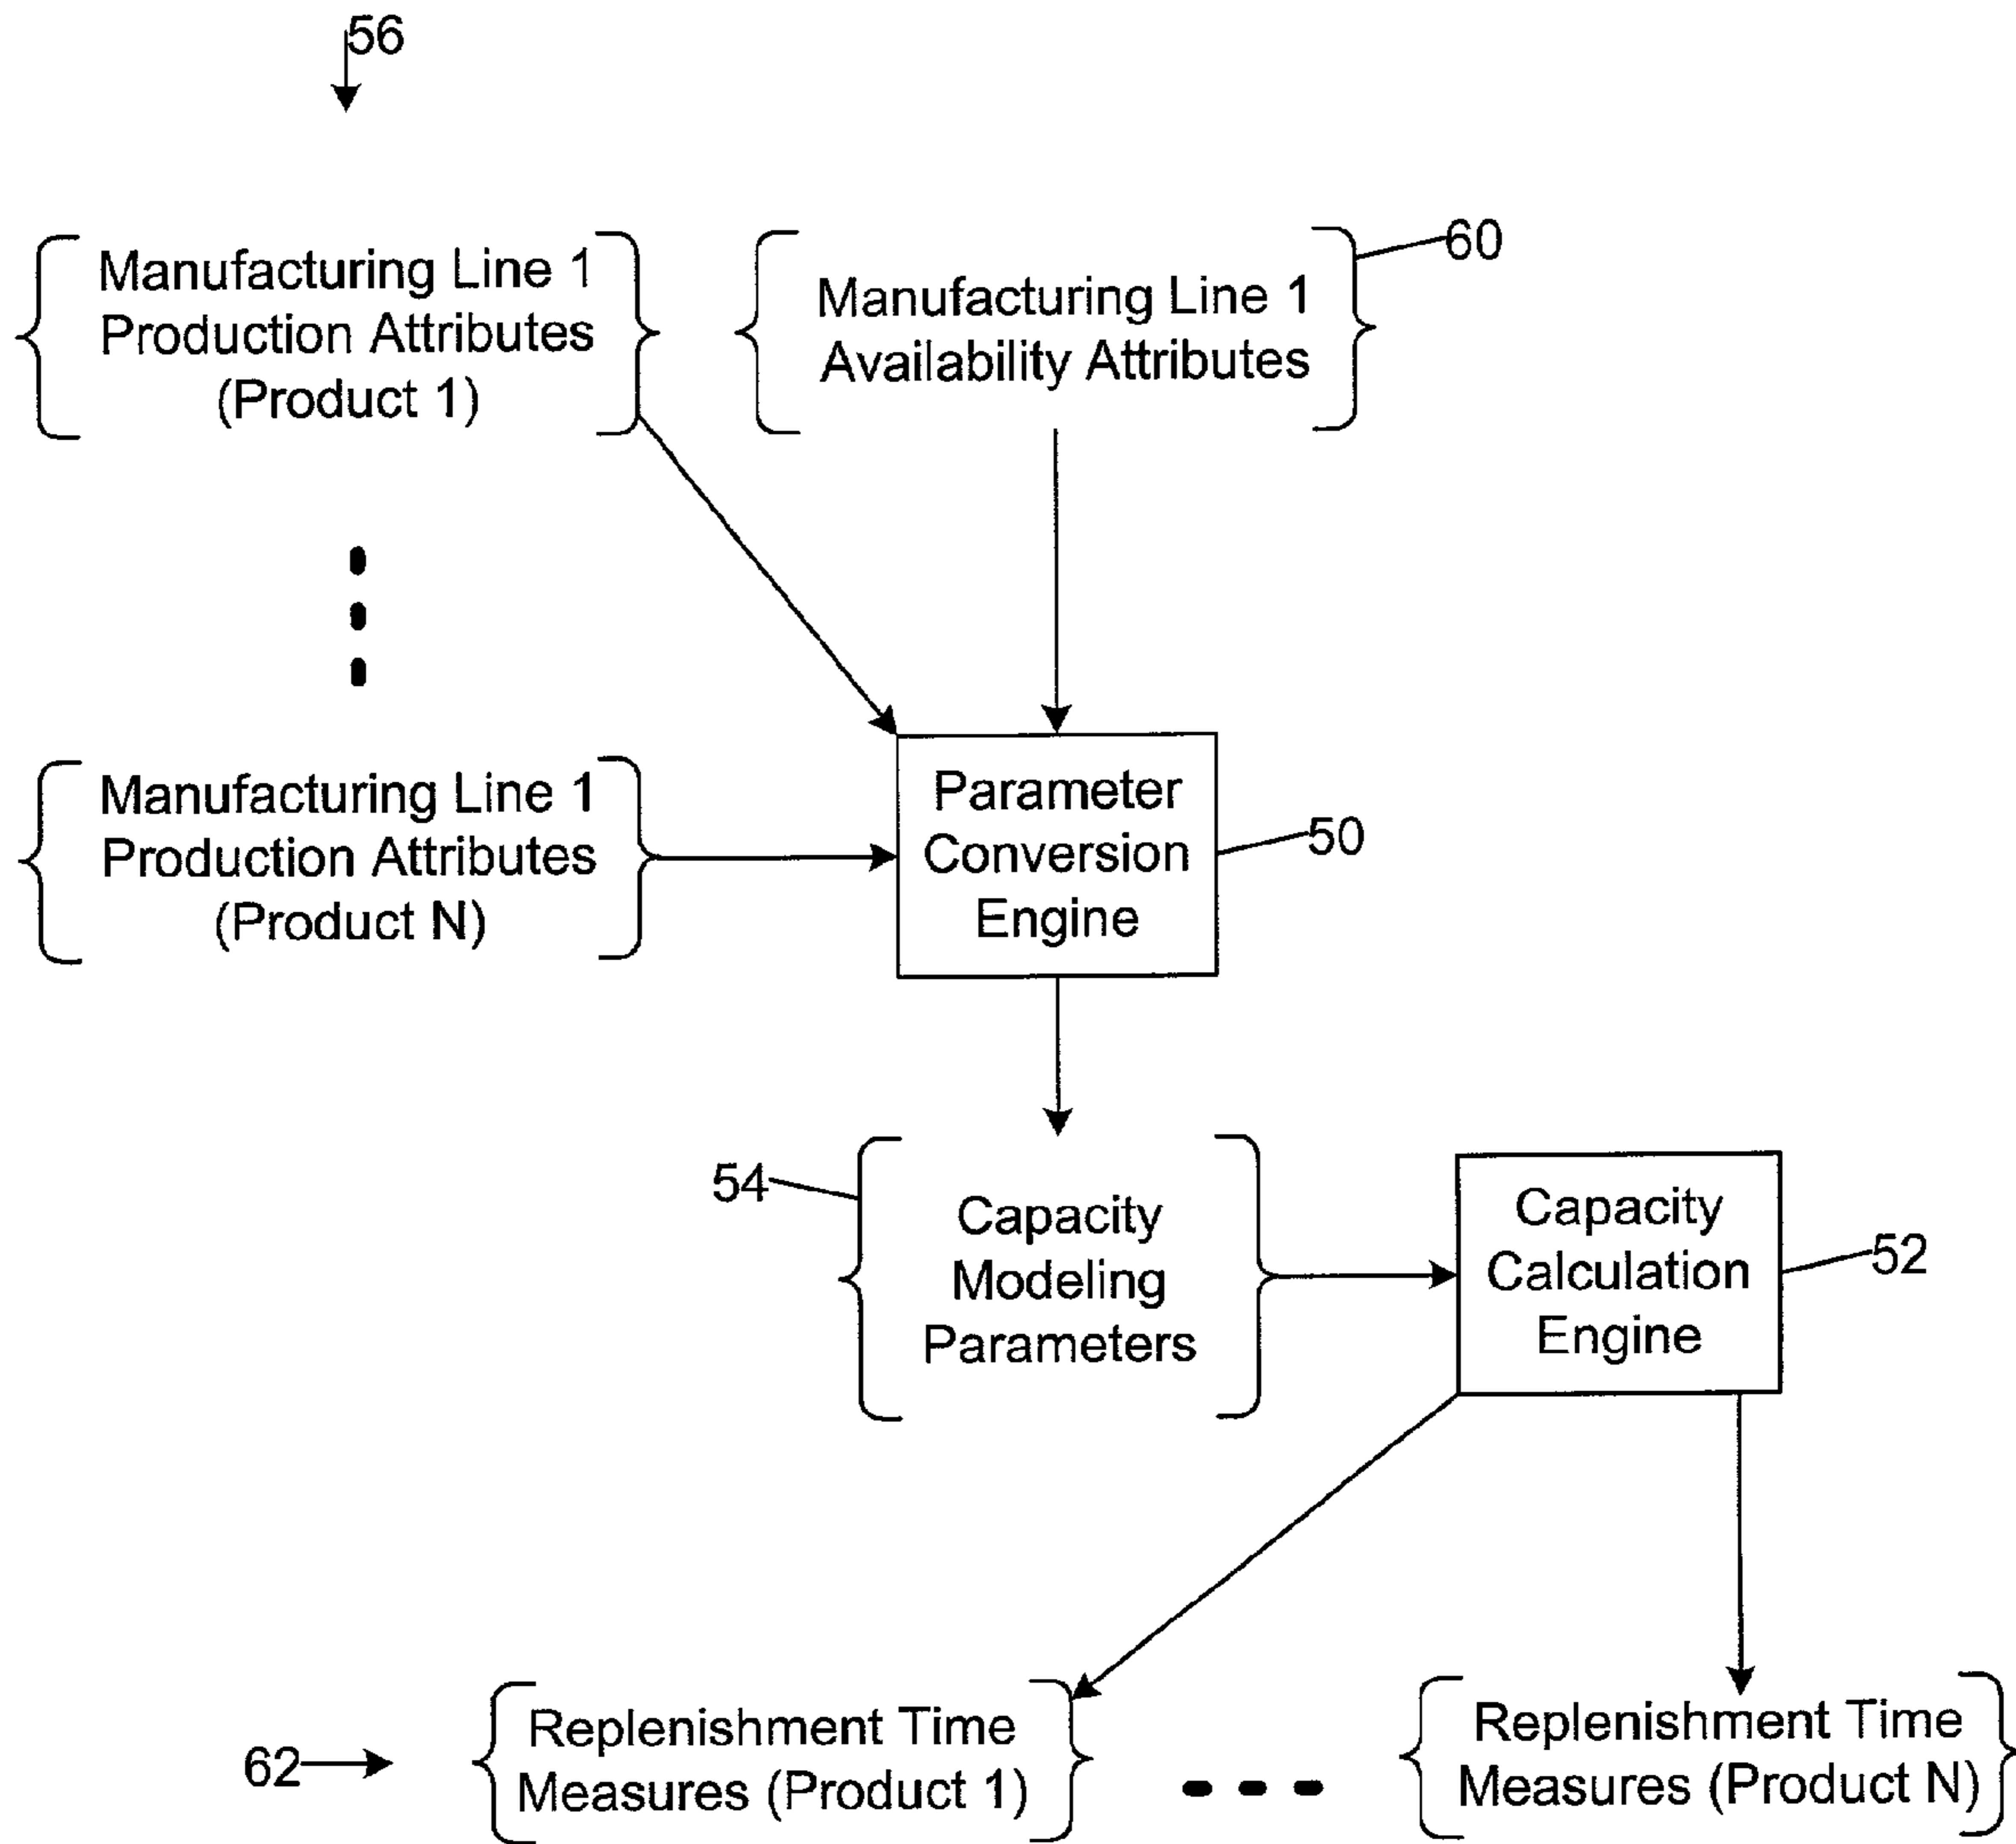 56
Manufacturing Line 1
Production Attributes
(Product 1)
Manufacturing Line 1
Availability Attributes
60
Manufacturing Line 1
Production Attributes
(Product N)
Parameter
Conversion
Engine
50
54
Capacity
Modeling
Parameters
Capacity
Calculation
Engine
52
62
Replenishment Time
Measures (Product 1)
Replenishment Time
Measures (Product N)